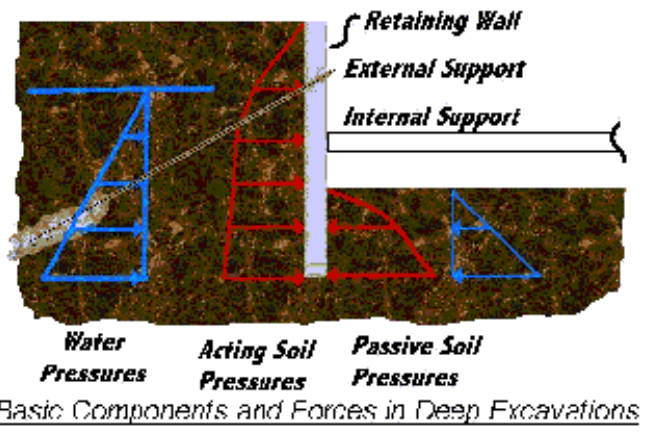 Retaining Wall
External Support
Internal Support
Water
Pressures
Acting Soil
Pressures
Passive Soil
Pressures
Basic Components and Forces in Deep Excavations